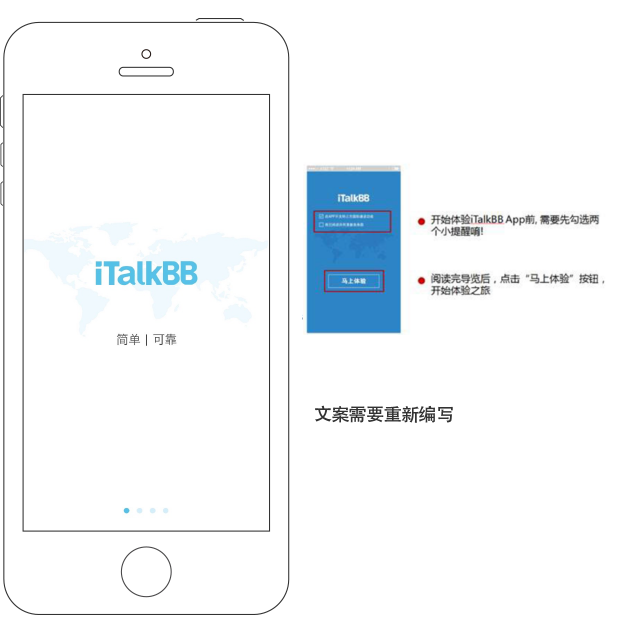 iTalkBB
简单 | 可靠
iTalkBB
马上体验
开始体验iTalkBB App前, 需要先勾选两
个小提醒唷!
阅读完导览后，点击“马上体验”按钮，
开始体验之旅
文案需要重新编写